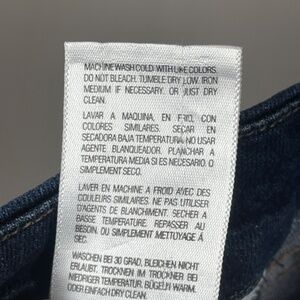 MACHINE WASH COLD WITH LIKE COLORS.
DO NOT BLEACH. TUMBLE DRY LOW. IRON
MEDIUM IF NECESSARY. OR JUST DRY
CLEAN.
LAVAR A MAQUINA, EN FRIO, CON
COLORES SIMILARES. SECAR EN
SECADORA BAJA TEMPERATURA. NO USAR
AGENTE BLANQUEADOR. PLANCHAR A
TEMPERATURA MEDIA SI ES NECESARIO. O
SIMPLEMENT SECO.
LAVER EN MACHINE A FROID AVEC DES
COULEURS SIMILAIRES. NE PAS UTILISER
D'AGENTS DE BLANCHIMENT. SECHER A
BASSE TEMPERATURE. REPASSER AU
BESOIN. OU SIMPLEMENT METTOYAGE A
SEC.
WASCHEN BEI 30 GRAD, BLEICHEN NICHT
ERLAUBT. TROCKNEN IM TROCKNER BEI
NIEDRIGER TEMPERATUR. BÜGELN WARM.
ODER EINFACH DRY CLEAN.